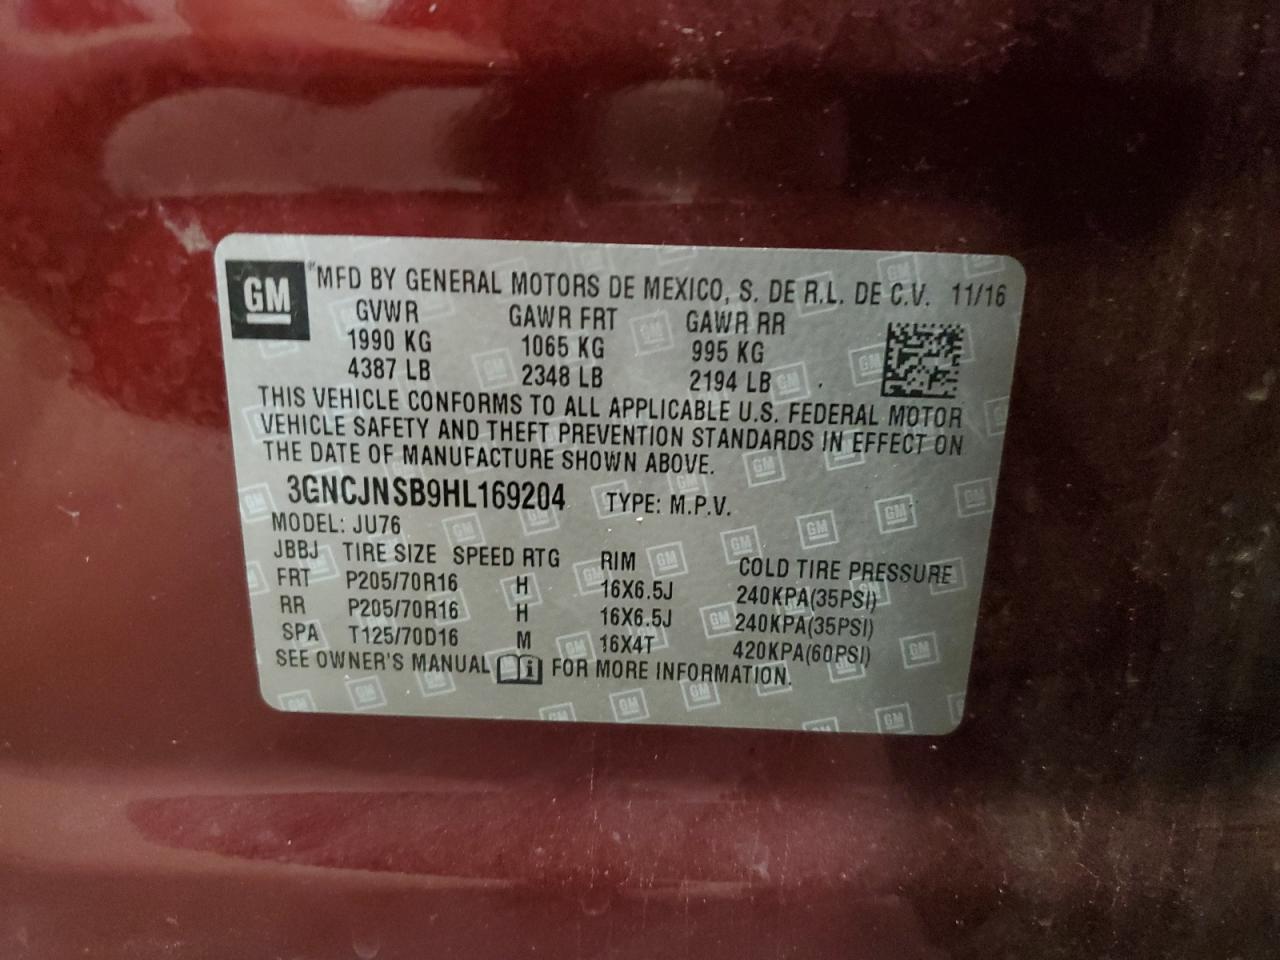 GM
MFD BY GENERAL MOTORS DE MEXICO, S. DE R.L. DE C.V. 11/16
GVWR GAWR FRT GAWR RR
1990 KG 1065 KG 995 KG
4387 LB 2348 LB 2194 LB
THIS VEHICLE CONFORMS TO ALL APPLICABLE U.S. FEDERAL MOTOR
VEHICLE SAFETY AND THEFT PREVENTION STANDARDS IN EFFECT ON
THE DATE OF MANUFACTURE SHOWN ABOVE.
3GNCJNSB9HL169204 TYPE: M.P.V.
MODEL: JU76
JBBJ TIRE SIZE SPEED RTG RIM COLD TIRE PRESSURE
FRT P205/70R16 H 16X6.5J 240KPA(35PSI)
RR P205/70R16 H 16X6.5J 240KPA(35PSI)
SPA T125/70D16 M 16X4T 420KPA(60PSI)
SEE OWNER'S MANUAL i FOR MORE INFORMATION.